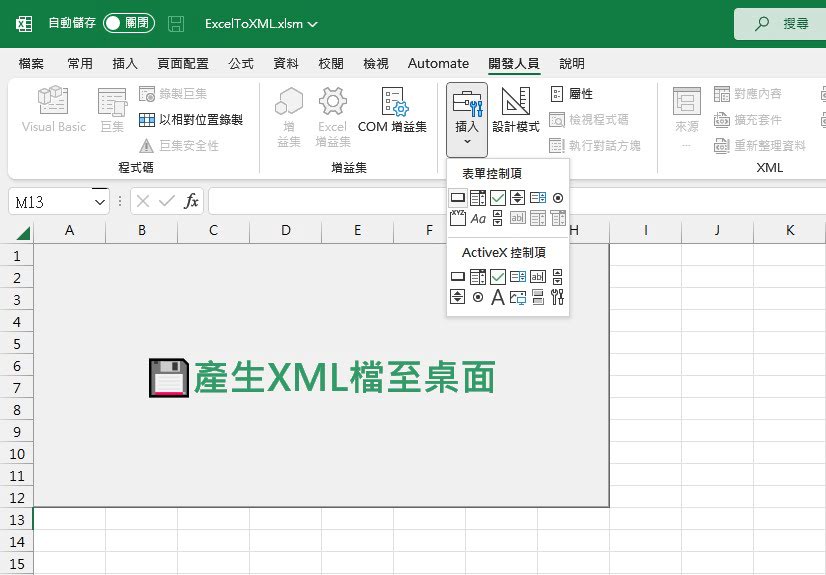 自動儲存 關閉 ExcelToXML.xlsm 搜尋
檔案 常用 插入 頁面配置 公式 資料 校閱 檢視 Automate 開發人員 說明
Visual Basic
巨集
錄製巨集
以相對位置錄製
巨集安全性
程式碼
增
益集
Excel
增益集
COM 增益集
增益集
插入
設計模式
屬性
檢視程式碼
執行對話方塊
來源
...
對應內容
擴充套件
重新整理資料
XML
表單控制項
XYZ Aa ab|
ActiveX 控制項
ab|
A
M13 fx
A B C D E F H I J K
1
2
3
4
5
6
7
8
9
10
11
12
13
14
15
產生XML檔至桌面